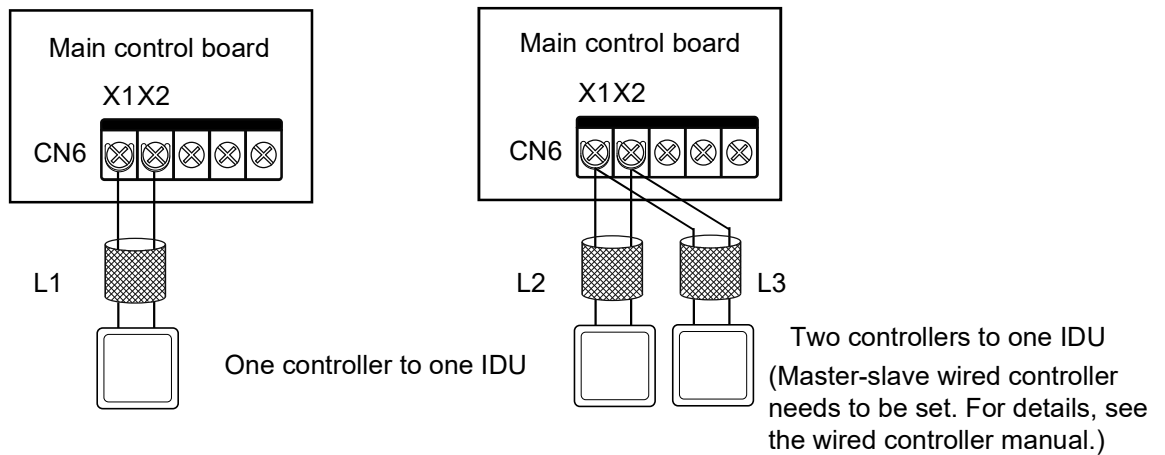 Main control board
X1X2
CN6
L1
One controller to one IDU
Main control board
X1X2
CN6
L2
L3
Two controllers to one IDU
(Master-slave wired controller
needs to be set. For details, see
the wired controller manual.)